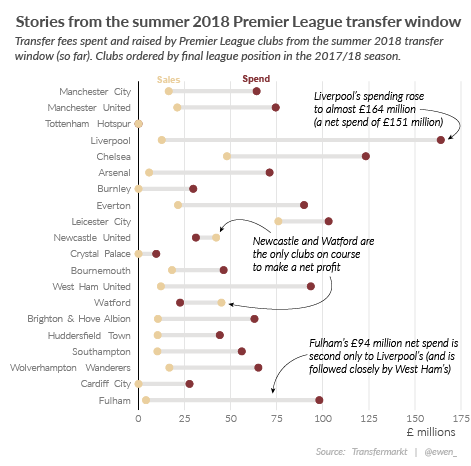 Stories from the summer 2018 Premier League transfer window
Transfer fees spent and raised by Premier League clubs from the summer 2018 transfer
window (so far). Clubs ordered by final league position in the 2017/18 season.
Sales
Spend
Manchester City
Manchester United
Tottenham Hotspur
Liverpool
Chelsea
Arsenal
Burnley
Everton
Leicester City
Newcastle United
Crystal Palace
Bournemouth
West Ham United
Watford
Brighton & Hove Albion
Huddersfield Town
Southampton
Wolverhampton Wanderers
Cardiff City
Fulham
Liverpool's spending rose
to almost £164 million
(a net spend of £151 million)
Newcastle and Watford are
the only clubs on course
to make a net profit
Fulham's £94 million net spend is
second only to Liverpool's (and is
followed closely by West Ham's)
0 25 50 75 100 125 150 175
£ millions
Source: Transfermarkt | @ewen_